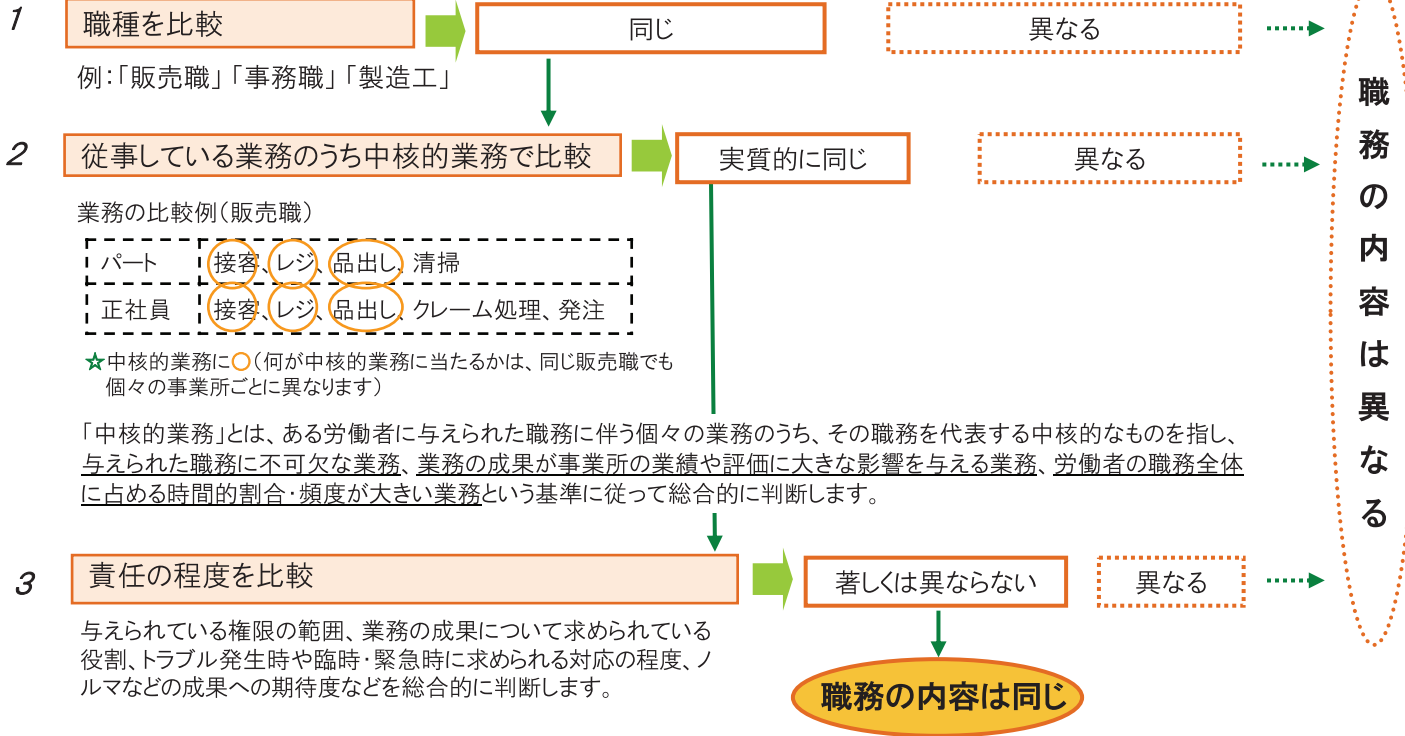 1
職種を比較
同じ
異なる
例：「販売職」「事務職」「製造工」
2
従事している業務のうち中核的業務で比較
実質的に同じ
異なる
業務の比較例（販売職）
パート
接客、レジ、品出し、清掃
正社員
接客、レジ、品出し、クレーム処理、発注
☆中核的業務に○（何が中核的業務に当たるかは、同じ販売職でも
個々の事業所ごとに異なります）
「中核的業務」とは、ある労働者に与えられた職務に伴う個々の業務のうち、その職務を代表する中核的なものを指し、
与えられた職務に不可欠な業務、業務の成果が事業所の業績や評価に大きな影響を与える業務、労働者の職務全体
に占める時間的割合・頻度が大きい業務という基準に従って総合的に判断します。
3
責任の程度を比較
著しくは異ならない
異なる
与えられている権限の範囲、業務の成果について求められている
役割、トラブル発生時や臨時・緊急時に求められる対応の程度、ノ
ルマなどの成果への期待度などを総合的に判断します。
職務の内容は同じ
職務の内容は異なる